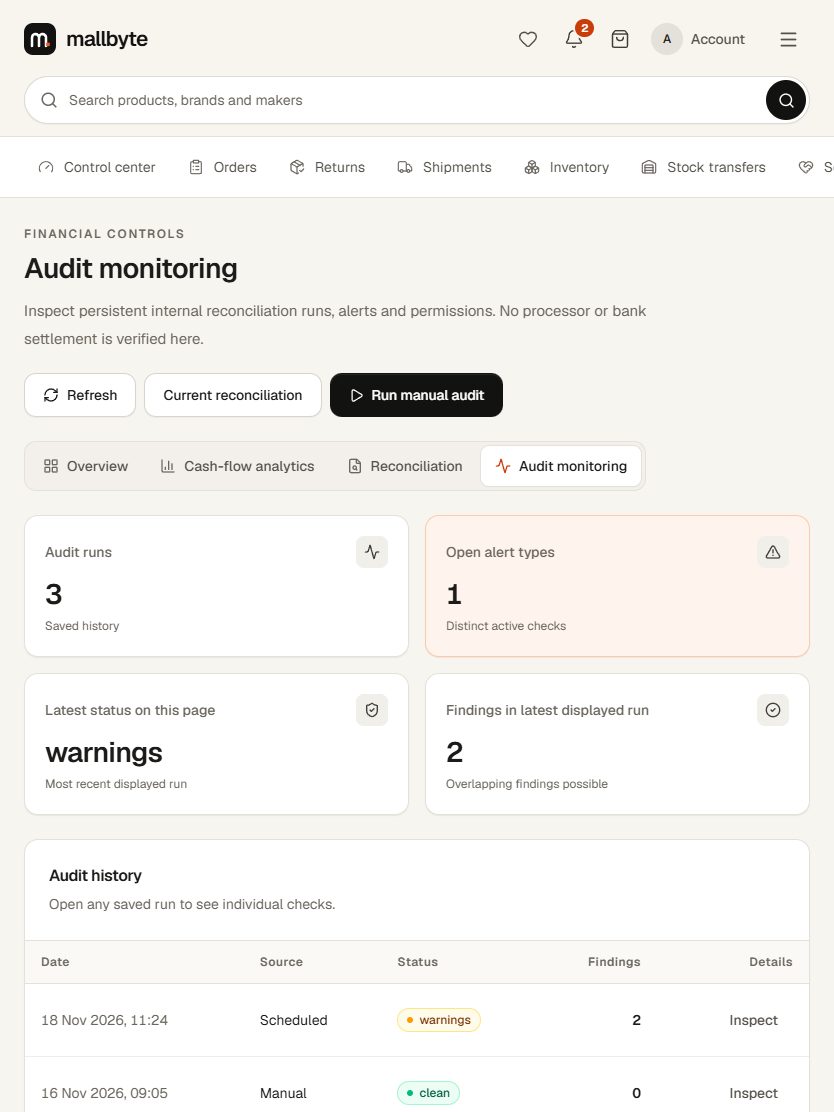 m. mallbyte
2
A Account
Search products, brands and makers
Control center Orders Returns Shipments Inventory Stock transfers
FINANCIAL CONTROLS
Audit monitoring
Inspect persistent internal reconciliation runs, alerts and permissions. No processor or bank
settlement is verified here.
Refresh Current reconciliation Run manual audit
Overview Cash-flow analytics Reconciliation Audit monitoring
Audit runs
3
Saved history
Open alert types
1
Distinct active checks
Latest status on this page
warnings
Most recent displayed run
Findings in latest displayed run
2
Overlapping findings possible
Audit history
Open any saved run to see individual checks.
Date Source Status Findings Details
18 Nov 2026, 11:24 Scheduled warnings 2 Inspect
16 Nov 2026, 09:05 Manual clean 0 Inspect